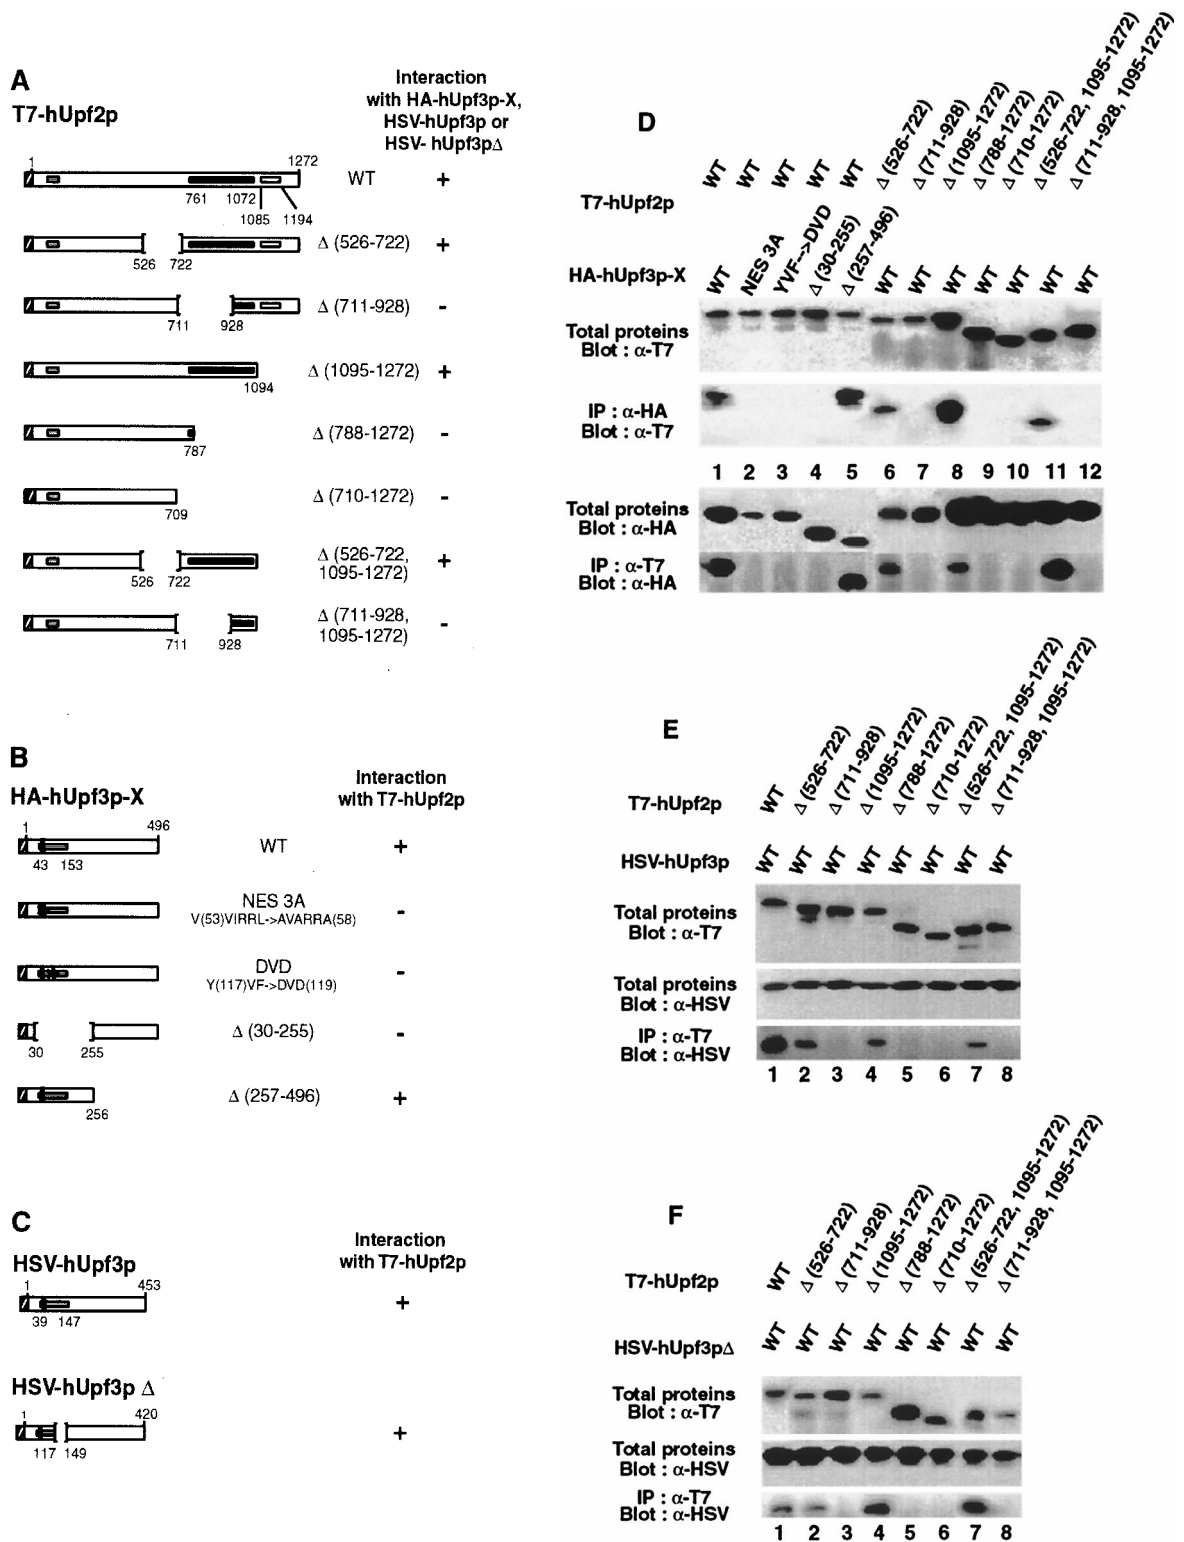 A
T7-hUpf2p
Interaction
with HA-hUpf3p-X,
HSV-hUpf3p or
HSV- hUpf3pΔ
1
1272
WT
+
761
1072
1085
1194
Δ (526-722)
+
526
722
Δ (711-928)
-
711
928
Δ (1095-1272)
+
1094
Δ (788-1272)
-
787
Δ (710-1272)
-
709
Δ (526-722,
1095-1272)
+
526
722
Δ (711-928,
1095-1272)
-
711
928
B
HA-hUpf3p-X
Interaction
with T7-hUpf2p
1
496
WT
+
43
153
NES 3A
V(53)VIRRL->AVARRA(58)
-
DVD
Y(117)VF->DVD(119)
-
Δ (30-255)
-
30
255
Δ (257-496)
+
256
C
Interaction
with T7-hUpf2p
HSV-hUpf3p
1
453
+
39
147
HSV-hUpf3p Δ
1
420
+
117
149
D
T7-hUpf2p
WT
WT
WT
WT
WT
Δ (526-722)
Δ (711-928)
Δ (1095-1272)
Δ (788-1272)
Δ (710-1272)
Δ (526-722, 1095-1272)
Δ (711-928, 1095-1272)
HA-hUpf3p-X
WT
NES 3A
YVF-->DVD
Δ (30-255)
Δ (257-496)
WT
WT
WT
WT
WT
WT
WT
Total proteins
Blot : α-T7
IP : α-HA
Blot : α-T7
1 2 3 4 5 6 7 8 9 10 11 12
Total proteins
Blot : α-HA
IP : α-T7
Blot : α-HA
E
T7-hUpf2p
WT
Δ (526-722)
Δ (711-928)
Δ (1095-1272)
Δ (788-1272)
Δ (710-1272)
Δ (526-722, 1095-1272)
Δ (711-928, 1095-1272)
HSV-hUpf3p
WT WT WT WT WT WT WT WT
Total proteins
Blot : α-T7
Total proteins
Blot : α-HSV
IP : α-T7
Blot : α-HSV
1 2 3 4 5 6 7 8
F
T7-hUpf2p
WT
Δ (526-722)
Δ (711-928)
Δ (1095-1272)
Δ (788-1272)
Δ (710-1272)
Δ (526-722, 1095-1272)
Δ (711-928, 1095-1272)
HSV-hUpf3pΔ
WT WT WT WT WT WT WT WT
Total proteins
Blot : α-T7
Total proteins
Blot : α-HSV
IP : α-T7
Blot : α-HSV
1 2 3 4 5 6 7 8